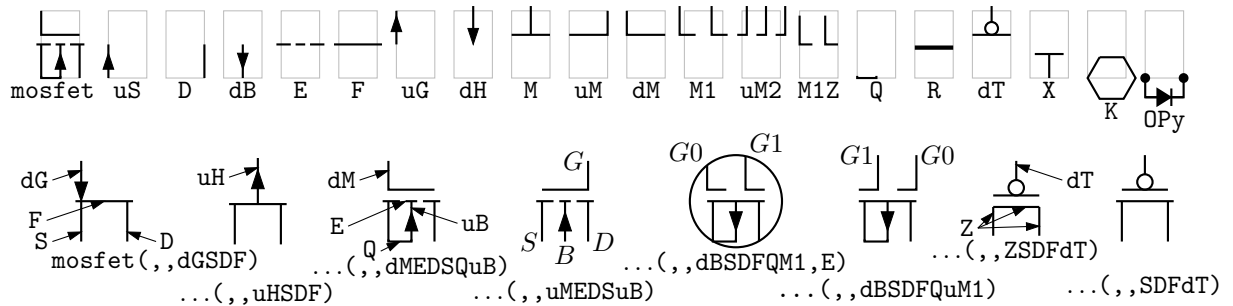 mosfet uS D dB E F uG dH M uM dM M1 uM2 M1Z Q R dT X K OPy
dG F S D mosfet(,,dGSDF)
uH ...(,,uHSDF)
dM E Q uB ...(,,dMEDSQuB)
G S B D ...(,,uMEDSuB)
G0 G1 ...(,,dBSDFQM1,E)
G1 G0 ...(,,dBSDFQuM1)
dT Z ...(,,ZSDFdT)
...(,,SDFdT)